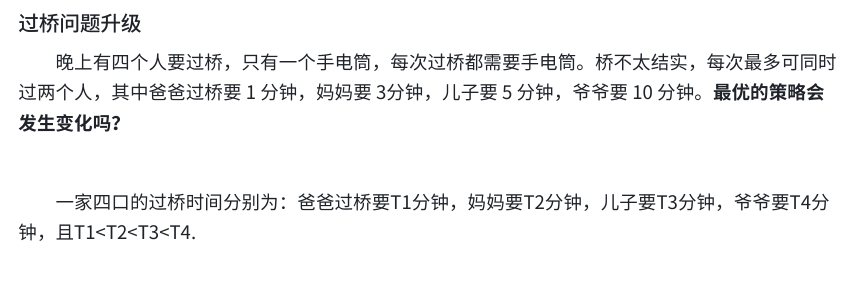 过桥问题升级
晚上有四个人要过桥，只有一个手电筒，每次过桥都需要手电筒。桥不太结实，每次最多可同时
过两个人，其中爸爸过桥要 1 分钟，妈妈要 3分钟，儿子要 5 分钟，爷爷要 10 分钟。最优的策略会
发生变化吗？
一家四口的过桥时间分别为：爸爸过桥要T1分钟，妈妈要T2分钟，儿子要T3分钟，爷爷要T4分
钟，且T1<T2<T3<T4.